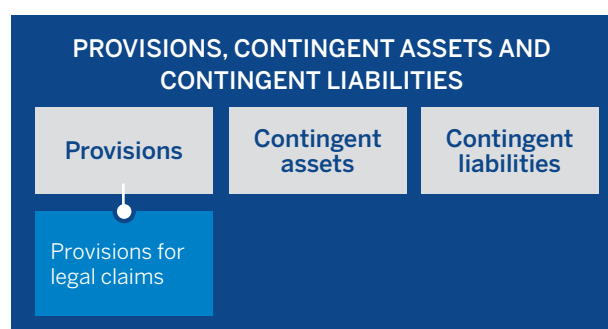 PROVISIONS, CONTINGENT ASSETS AND
CONTINGENT LIABILITIES
Provisions
Contingent
assets
Contingent
liabilities
Provisions for
legal claims